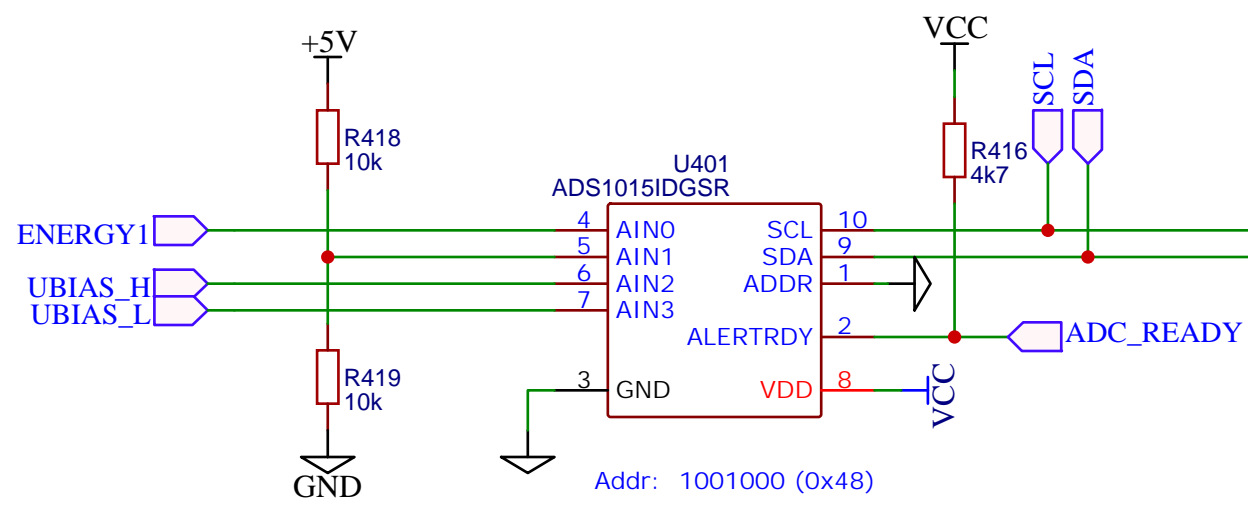 VCC
+5V
SCL
SDA
R418
10k
R416
4k7
U401
ADS1015IDGSR
ENERGY1
4
AIN0
SCL
10
5
AIN1
SDA
9
UBIAS_H
6
AIN2
ADDR
1
UBIAS_L
7
AIN3
ALERTRDY
2
ADC_READY
R419
10k
3
GND
VDD
8
VCC
GND
Addr: 1001000 (0x48)